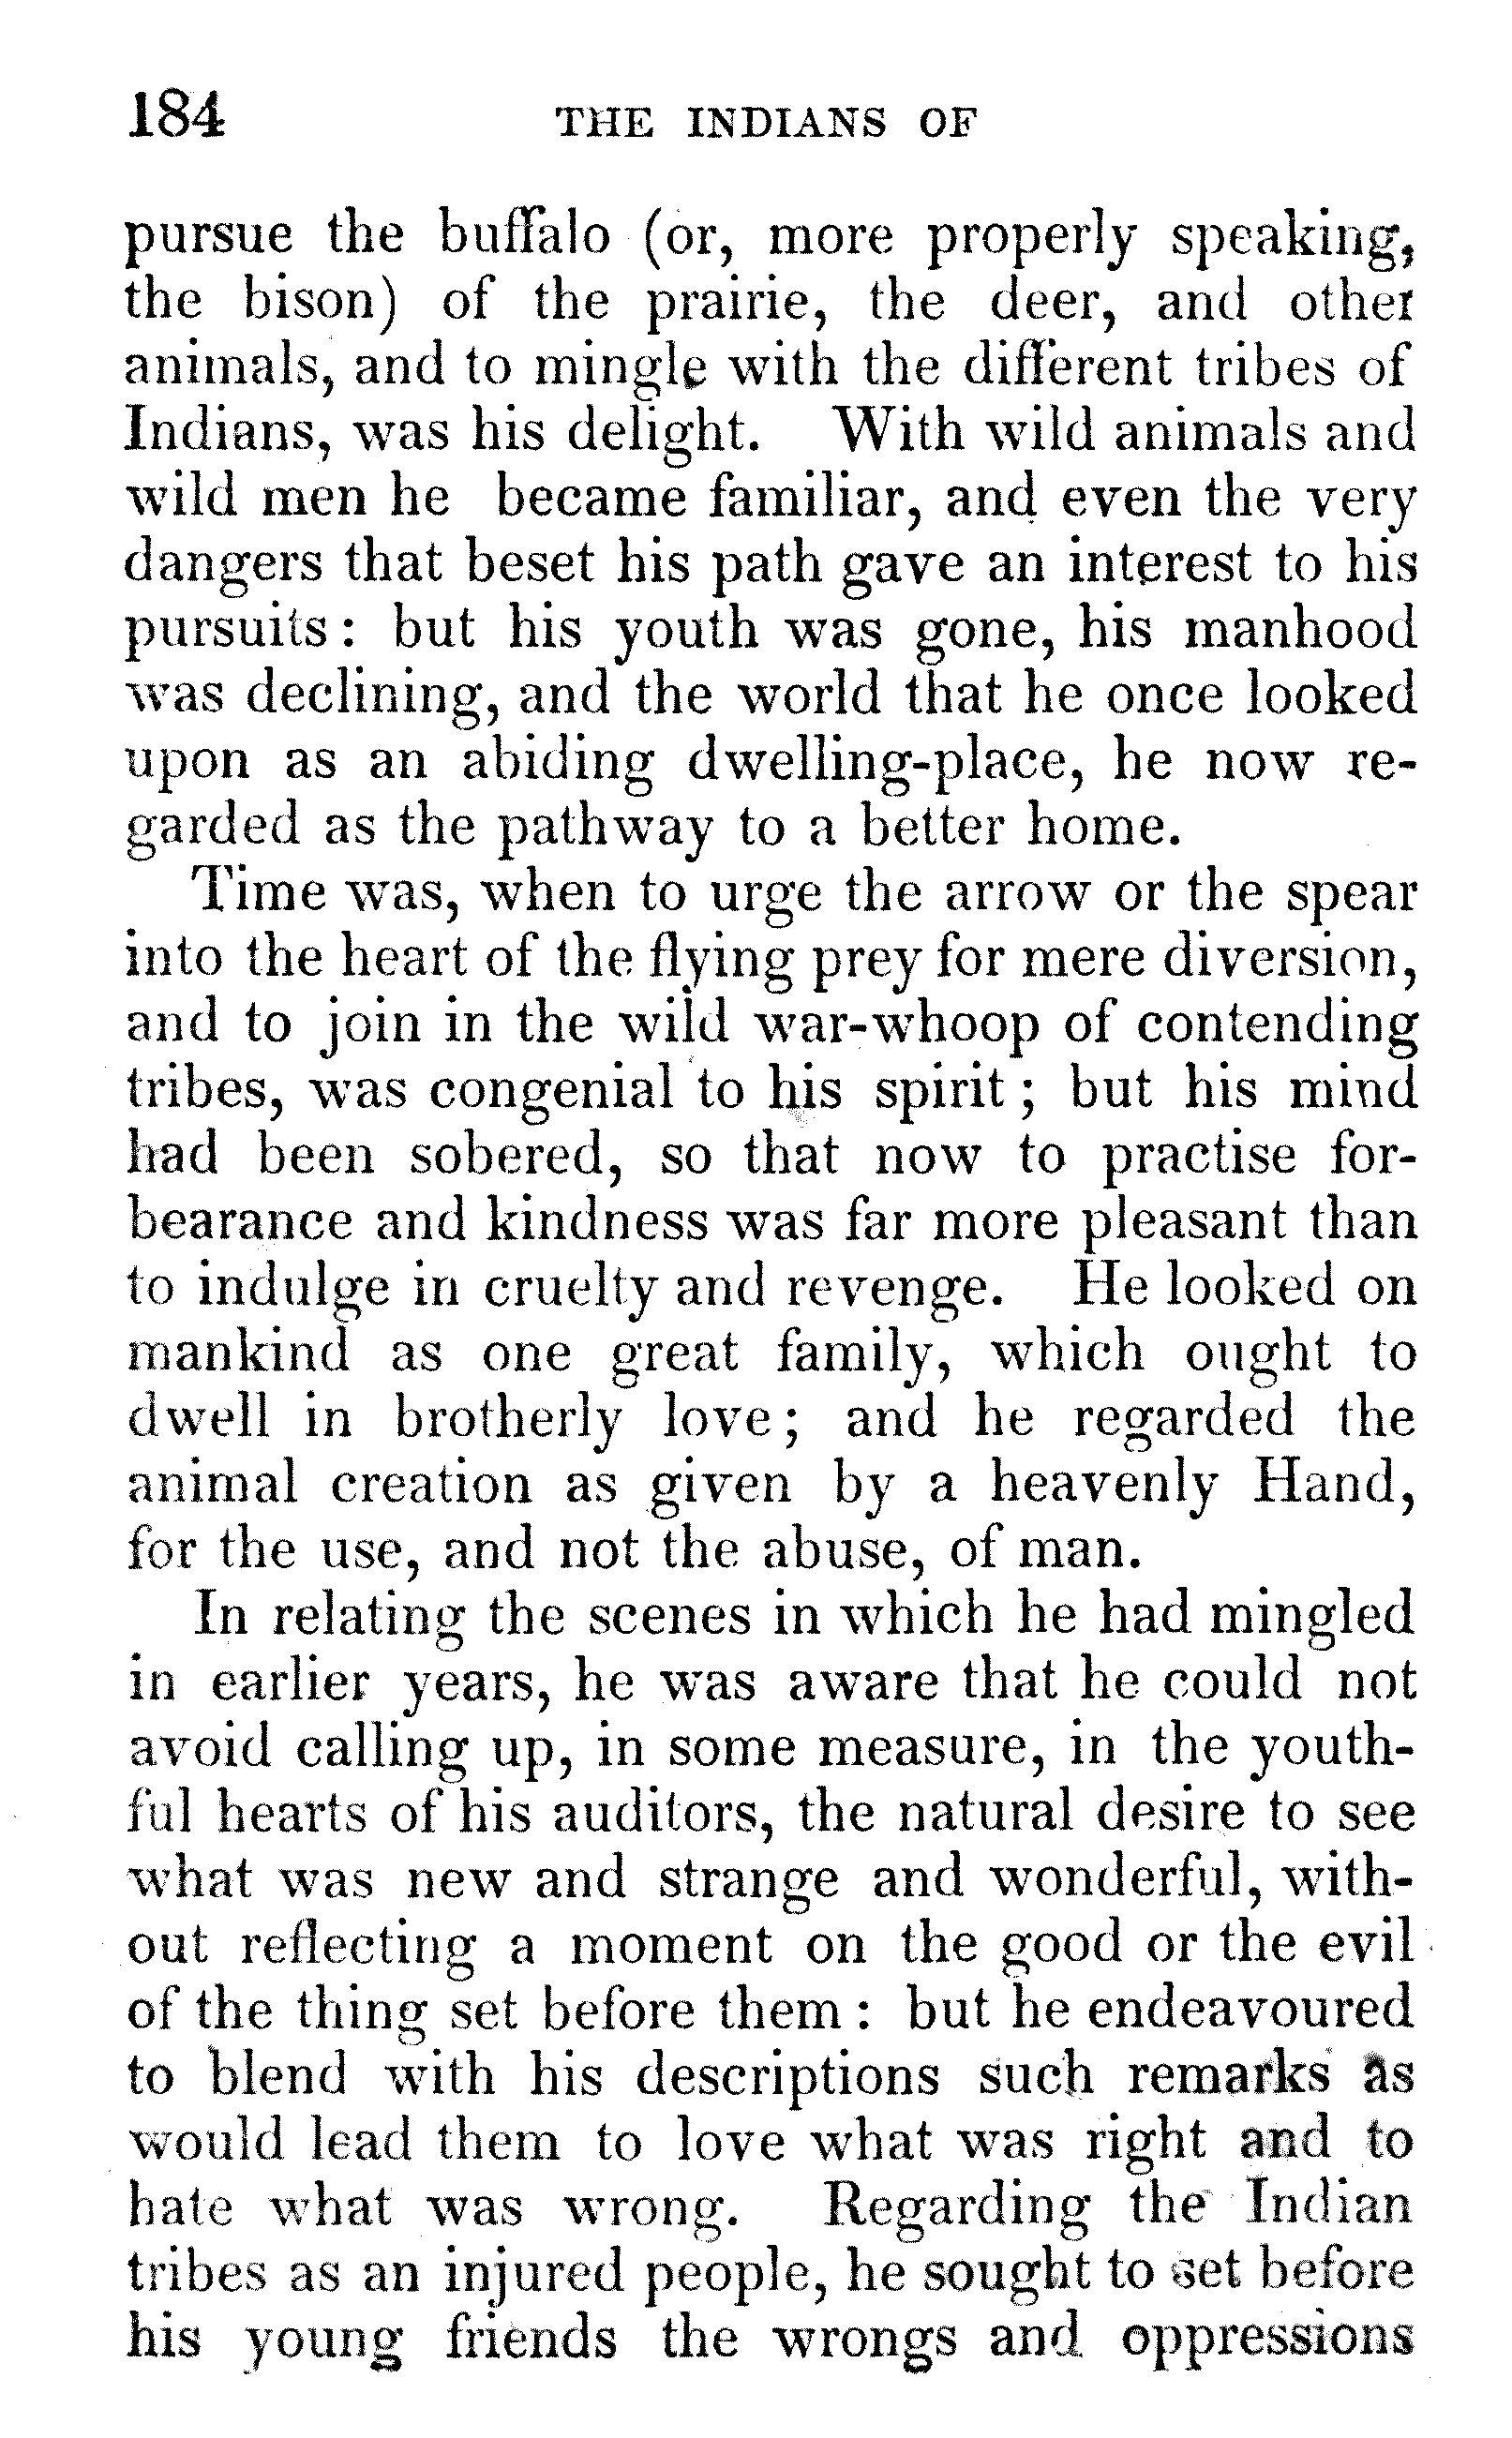 184 THE INDIANS OF
pursue the buffalo (or, more properly speaking,
the bison) of the prairie, the deer, and other
animals, and to mingle with the different tribes of
Indians, was his delight. With wild animals and
wild men he became familiar, and even the very
dangers that beset his path gave an interest to his
pursuits : but his youth was gone, his manhood
was declining, and the world that he once looked
upon as an abiding dwelling-place, he now re-
garded as the pathway to a better home.
Time was, when to urge the arrow or the spear
into the heart of the flying prey for mere diversion,
and to join in the wild war-whoop of contending
tribes, was congenial to his spirit ; but his mind
had been sobered, so that now to practise for-
bearance and kindness was far more pleasant than
to indulge in cruelty and revenge. He looked on
mankind as one great family, which ought to
dwell in brotherly love ; and he regarded the
animal creation as given by a heavenly Hand,
for the use, and not the abuse, of man.
In relating the scenes in which he had mingled
in earlier years, he was aware that he could not
avoid calling up, in some measure, in the youth-
ful hearts of his auditors, the natural desire to see
what was new and strange and wonderful, with-
out reflecting a moment on the good or the evil
of the thing set before them : but he endeavoured
to blend with his descriptions such remarks as
would lead them to love what was right and to
hate what was wrong. Regarding the Indian
tribes as an injured people, he sought to set before
his young friends the wrongs and oppressions